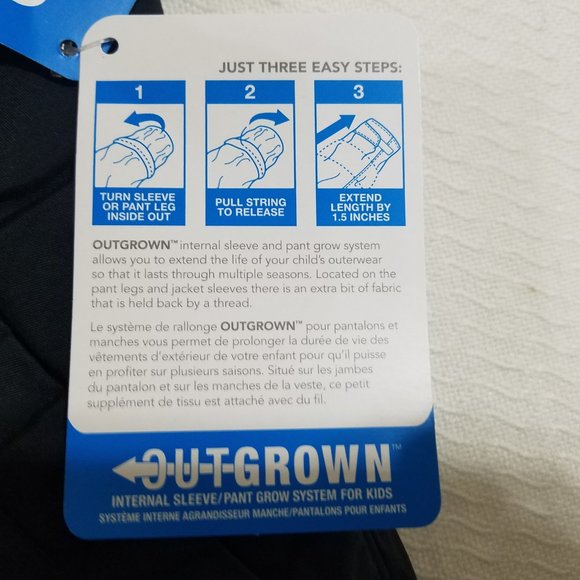 JUST THREE EASY STEPS:
1
TURN SLEEVE
OR PANT LEG
INSIDE OUT
2
PULL STRING
TO RELEASE
3
EXTEND
LENGTH BY
1.5 INCHES
OUTGROWN™ internal sleeve and pant grow system
allows you to extend the life of your child's outerwear
so that it lasts through multiple seasons. Located on the
pant legs and jacket sleeves there is an extra bit of fabric
that is held back by a thread.
Le système de rallonge OUTGROWN™ pour pantalons et
manches vous permet de prolonger la durée de vie des
vêtements d'extérieur de votre enfant pour qu'il puisse
en profiter sur plusieurs saisons. Situé sur les jambes
du pantalon et sur les manches de la veste, ce petit
supplément de tissu est attaché avec du fil.
OUTGROWN™
INTERNAL SLEEVE/PANT GROW SYSTEM FOR KIDS
SYSTÈME INTERNE AGRANDISSEUR MANCHE/PANTALONS POUR ENFANTS